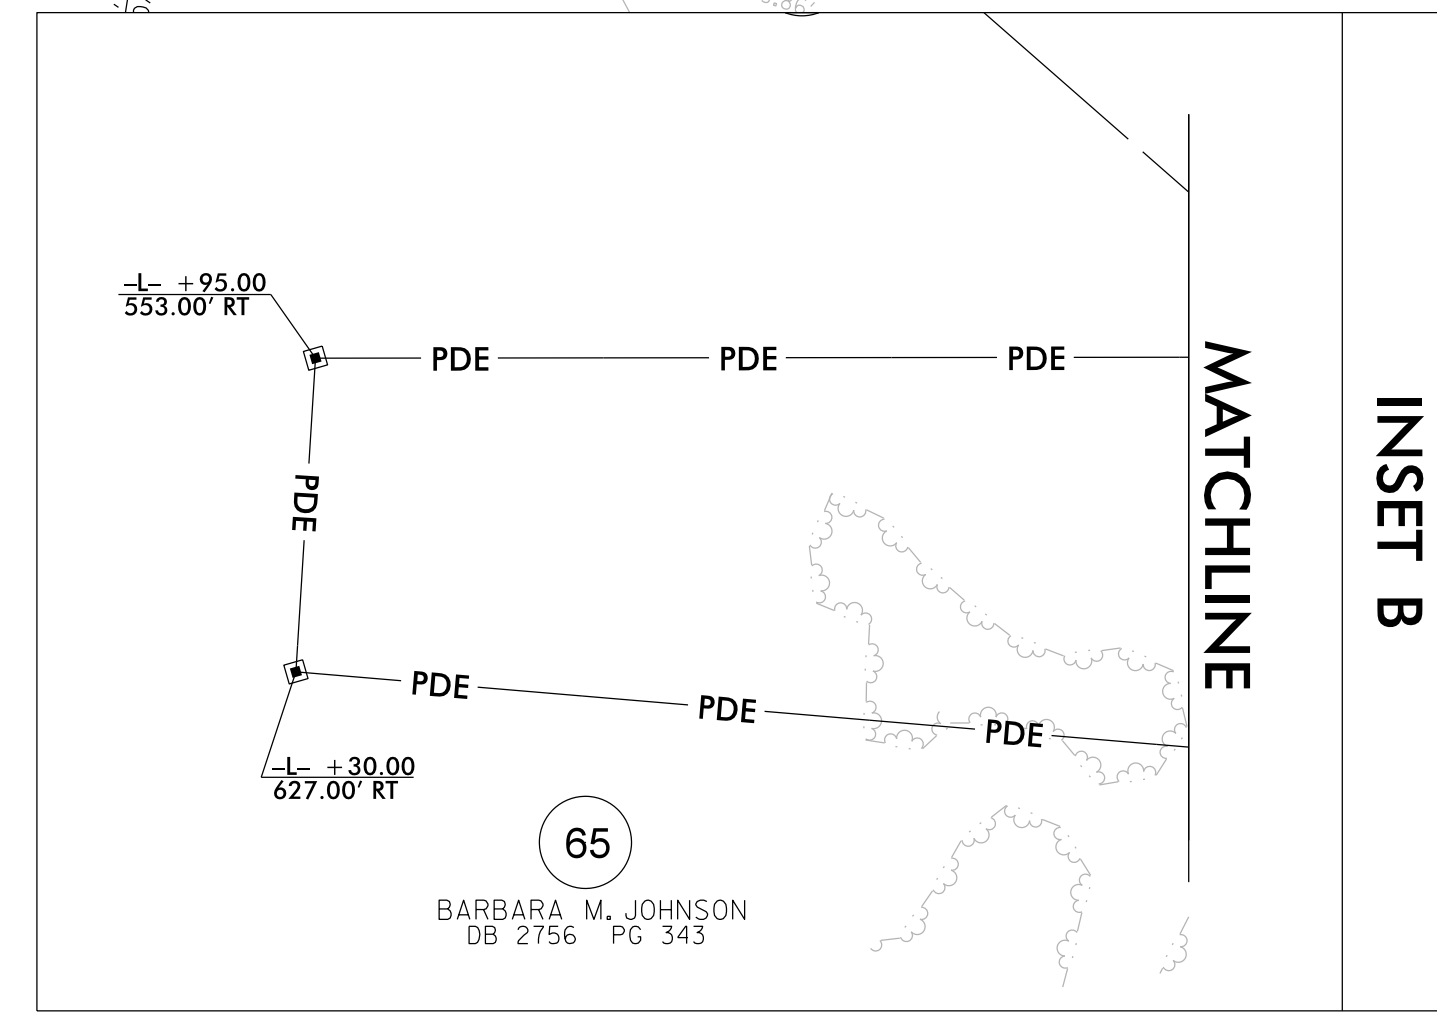 –L– +95.00
553.00' RT
PDE
PDE
PDE
PDE
PDE
PDE
PDE
–L– +30.00
627.00' RT
65
BARBARA M. JOHNSON
DB 2756 PG 343
MATCHLINE
INSET B